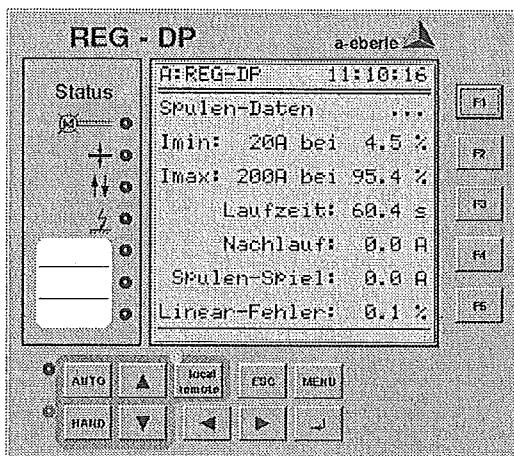 REG - DP
a-eberle
Status
A:REG-DP 11:10:16
Spulen-Daten ...
Imin: 20A bei 4.5 %
Imax: 200A bei 95.4 %
Laufzeit: 60.4 s
Nachlauf: 0.0 A
Spulen-Spiel: 0.0 A
Linear-Fehler: 0.1 %
M
F1
F2
F3
F4
F5
AUTO
local
remote
ESC
MENU
HAND